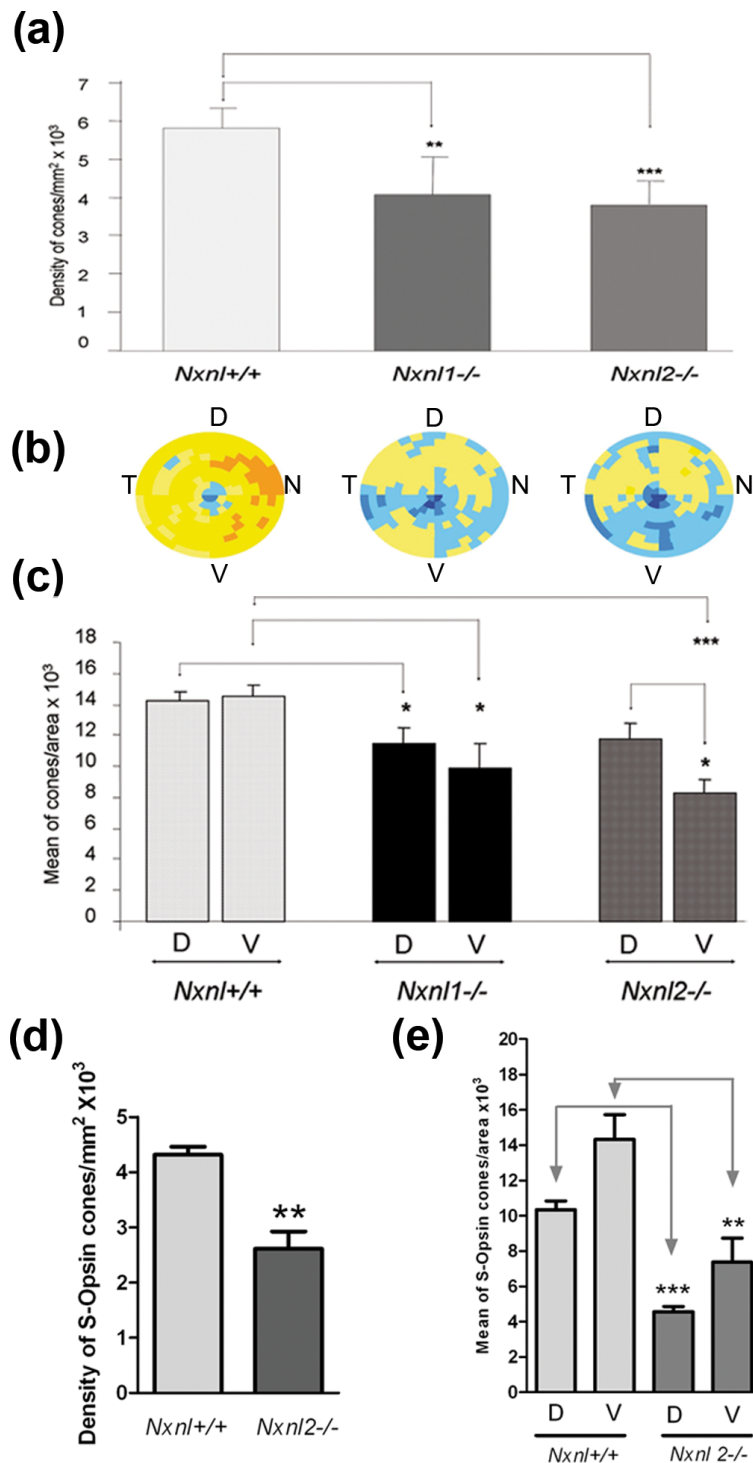 (a)
Density of cones/mm² x 10³
7
6
5
4
3
2
1
0
**
***
Nxnl+/+
Nxnl1-/-
Nxnl2-/-
(b)
D
D
D
T
N
T
N
T
N
V
V
V
(c)
Mean of cones/area x 10³
18
16
14
12
10
8
6
4
2
0
***
*
*
*
D
V
D
V
D
V
Nxnl+/+
Nxnl1-/-
Nxnl2-/-
(d)
Density of S-Opsin cones/mm² X10³
5
4
3
2
1
0
**
Nxnl+/+
Nxnl2-/-
(e)
Mean of S-Opsin cones/area x10³
20
18
16
14
12
10
8
6
4
2
0
***
**
D
V
D
V
Nxnl+/+
Nxnl 2-/-